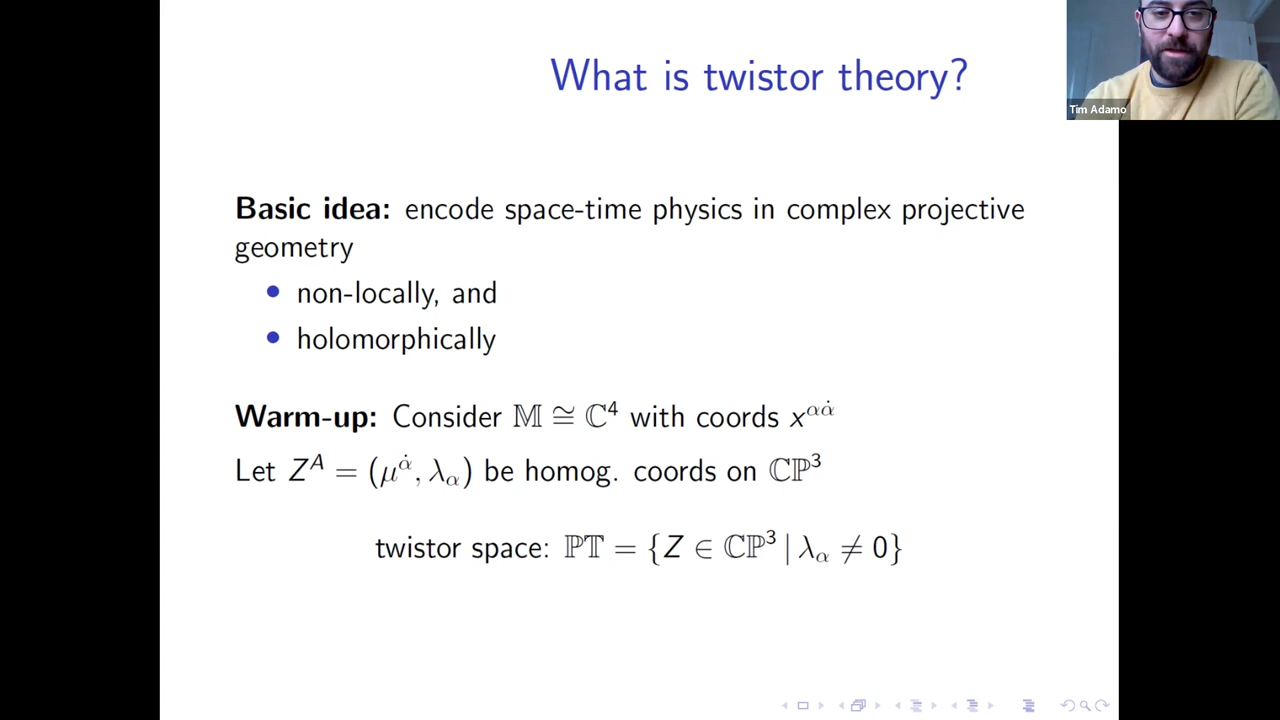 What is twistor theory?
Tim Adamo
Basic idea: encode space-time physics in complex projective
geometry
• non-locally, and
• holomorphically
Warm-up: Consider 𝕄 ≅ ℂ⁴ with coords x^{αα̇}
Let Z^A = (μ^{α̇}, λ_α) be homog. coords on ℂℙ³
twistor space: ℙ𝕋 = {Z ∈ ℂℙ³ | λ_α ≠ 0}